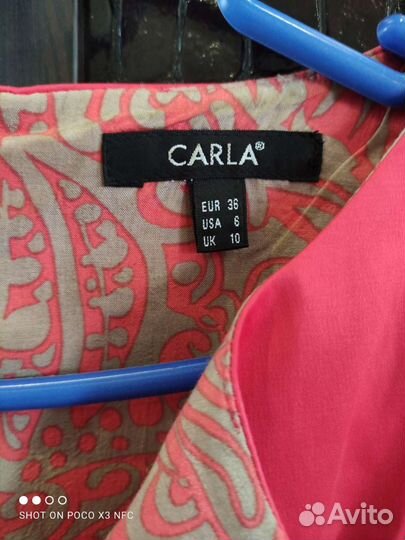 CARLA®
EUR 36
USA 6
UK 10
SHOT ON POCO X3 NFC
Avito